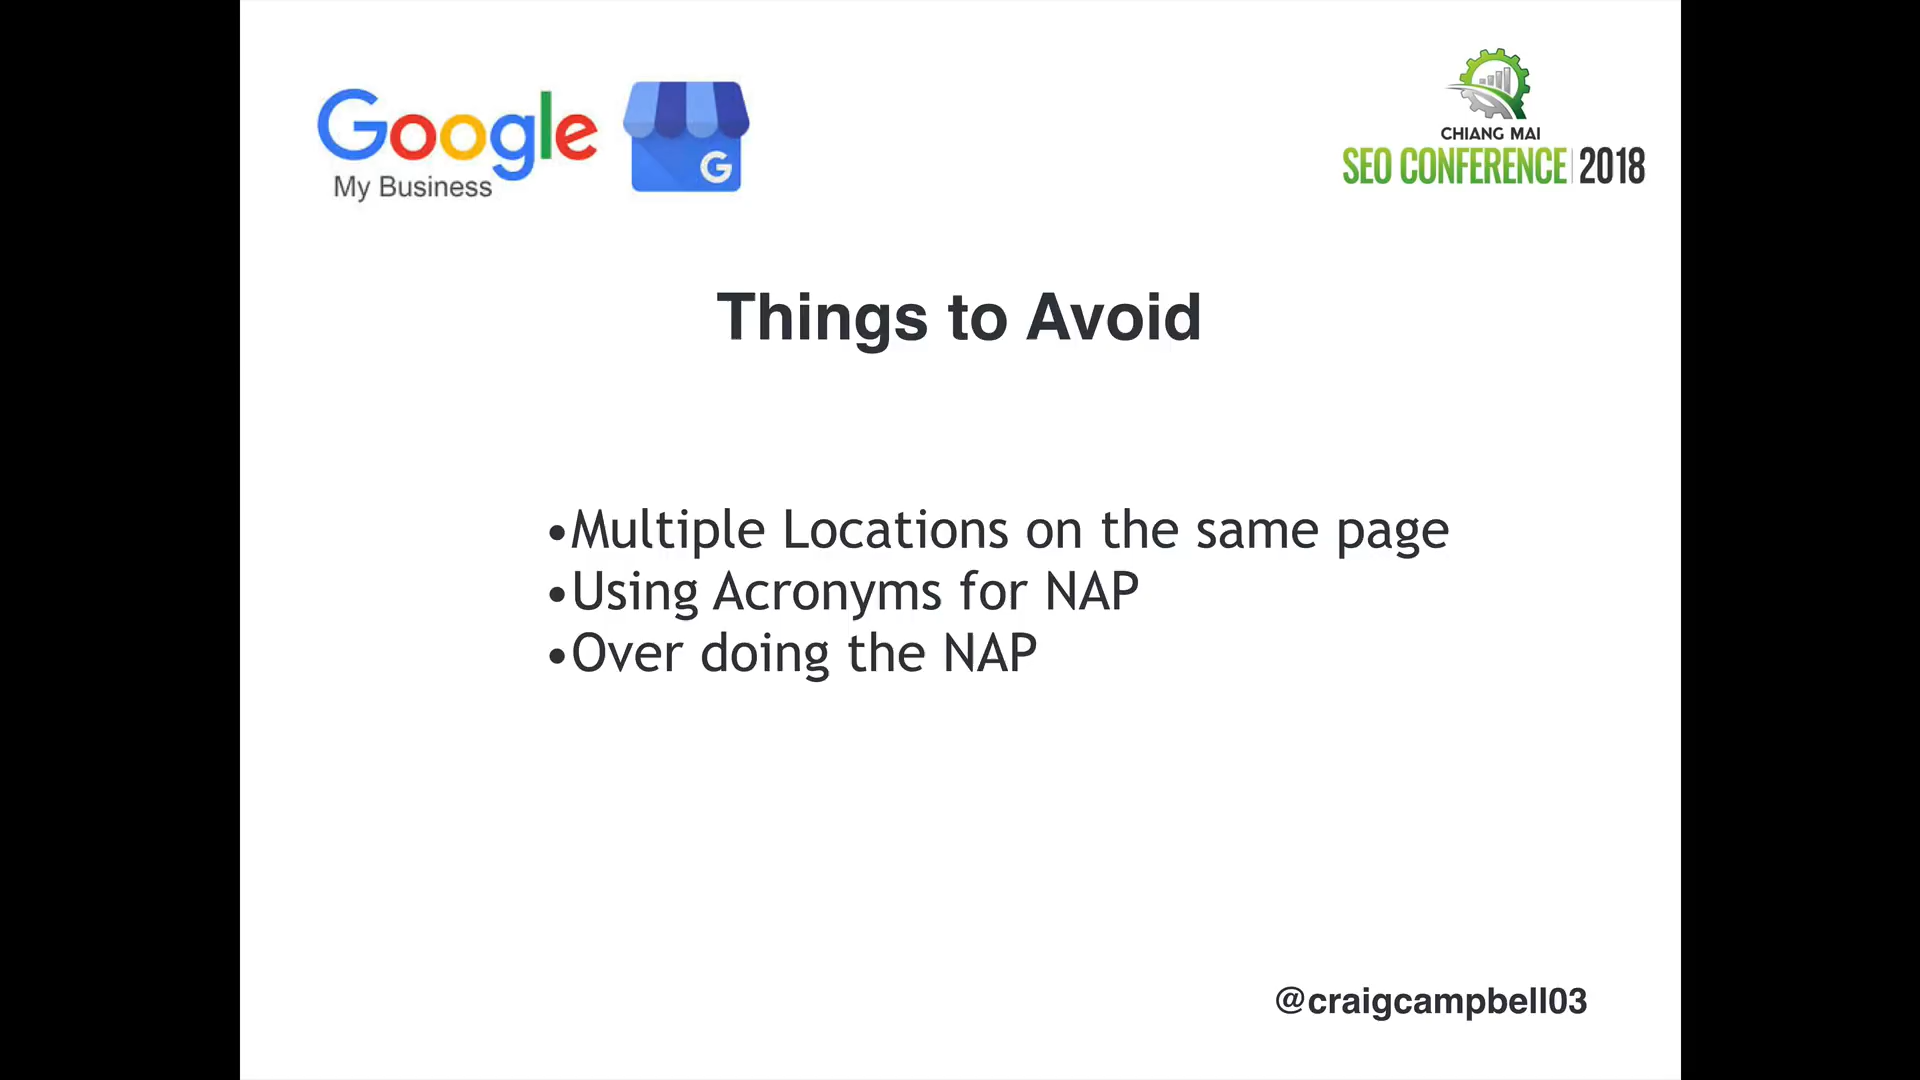 Google
My Business
G
CHIANG MAI
SEO CONFERENCE 2018
Things to Avoid
•Multiple Locations on the same page
•Using Acronyms for NAP
•Over doing the NAP
@craigcampbell03